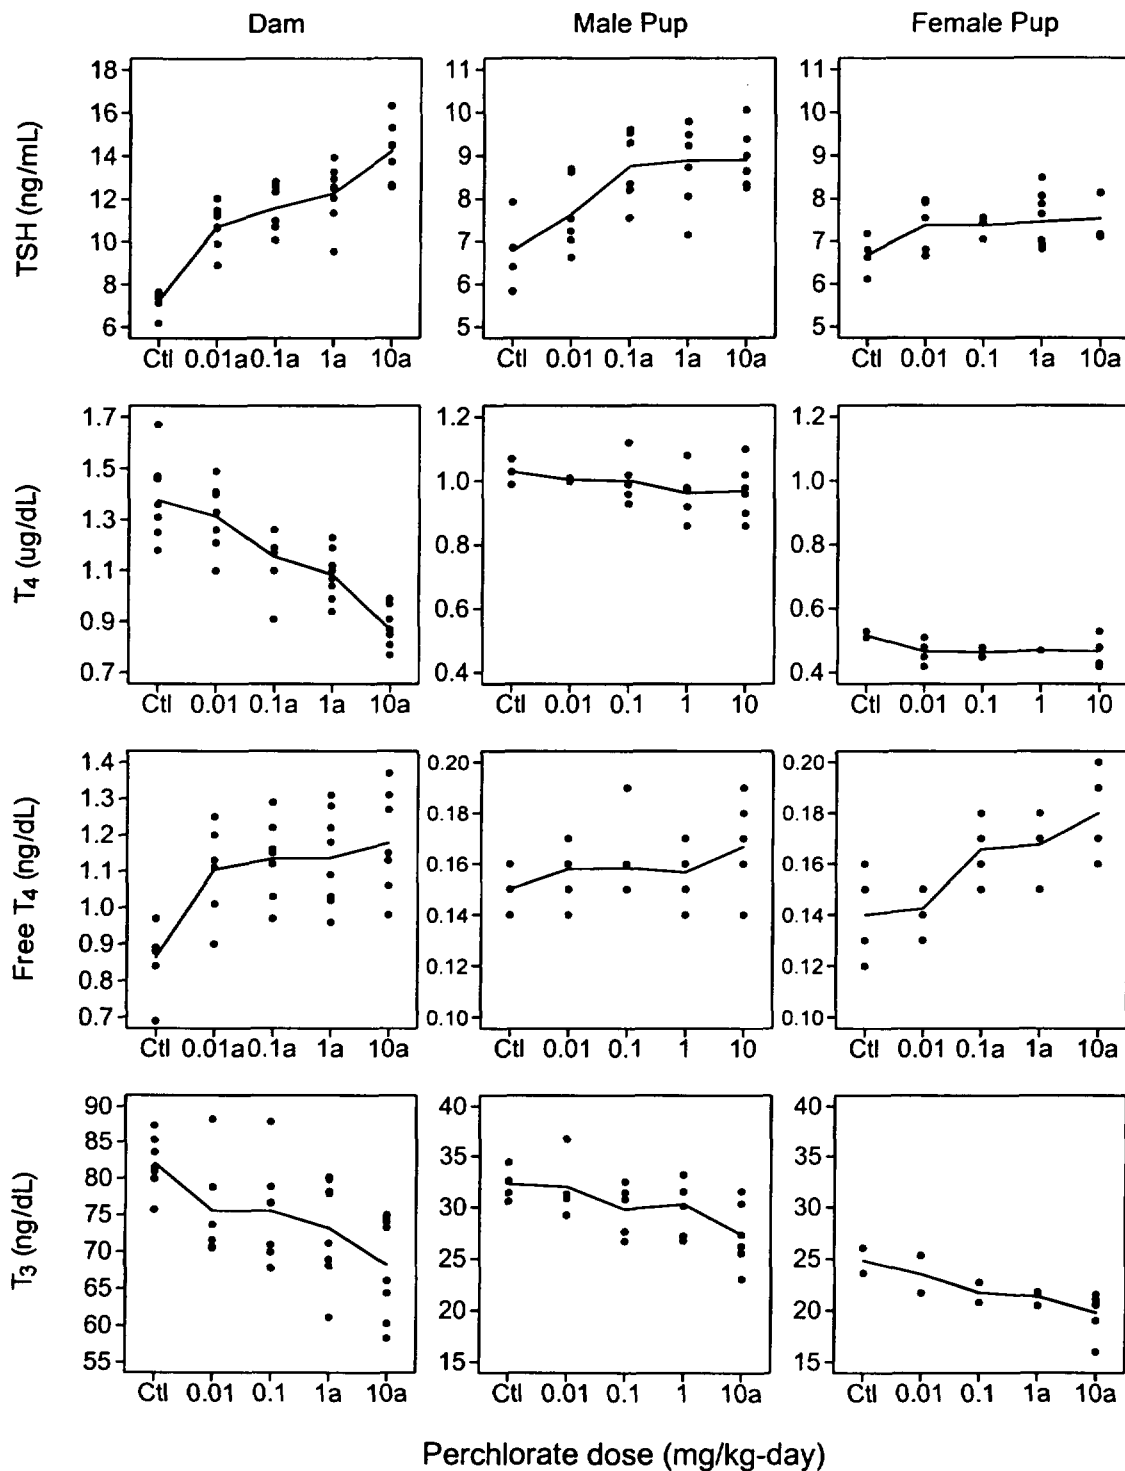 Dam Male Pup Female Pup
TSH (ng/mL)
18 16 14 12 10 8 6
11 10 9 8 7 6 5
11 10 9 8 7 6 5
Ctl 0.01a 0.1a 1a 10a
Ctl 0.01 0.1a 1a 10a
Ctl 0.01 0.1 1a 10a
T4 (ug/dL)
1.7 1.5 1.3 1.1 0.9 0.7
1.2 1.0 0.8 0.6 0.4
1.2 1.0 0.8 0.6 0.4
Ctl 0.01 0.1a 1a 10a
Ctl 0.01 0.1 1 10
Ctl 0.01 0.1 1 10
Free T4 (ng/dL)
1.4 1.3 1.2 1.1 1.0 0.9 0.8 0.7
0.20 0.18 0.16 0.14 0.12 0.10
0.20 0.18 0.16 0.14 0.12 0.10
Ctl 0.01a 0.1a 1a 10a
Ctl 0.01 0.1 1 10
Ctl 0.01 0.1a 1a 10a
T3 (ng/dL)
90 85 80 75 70 65 60 55
40 35 30 25 20 15
40 35 30 25 20 15
Ctl 0.01 0.1 1a 10a
Ctl 0.01 0.1 1 10a
Ctl 0.01 0.1a 1a 10a
Perchlorate dose (mg/kg-day)